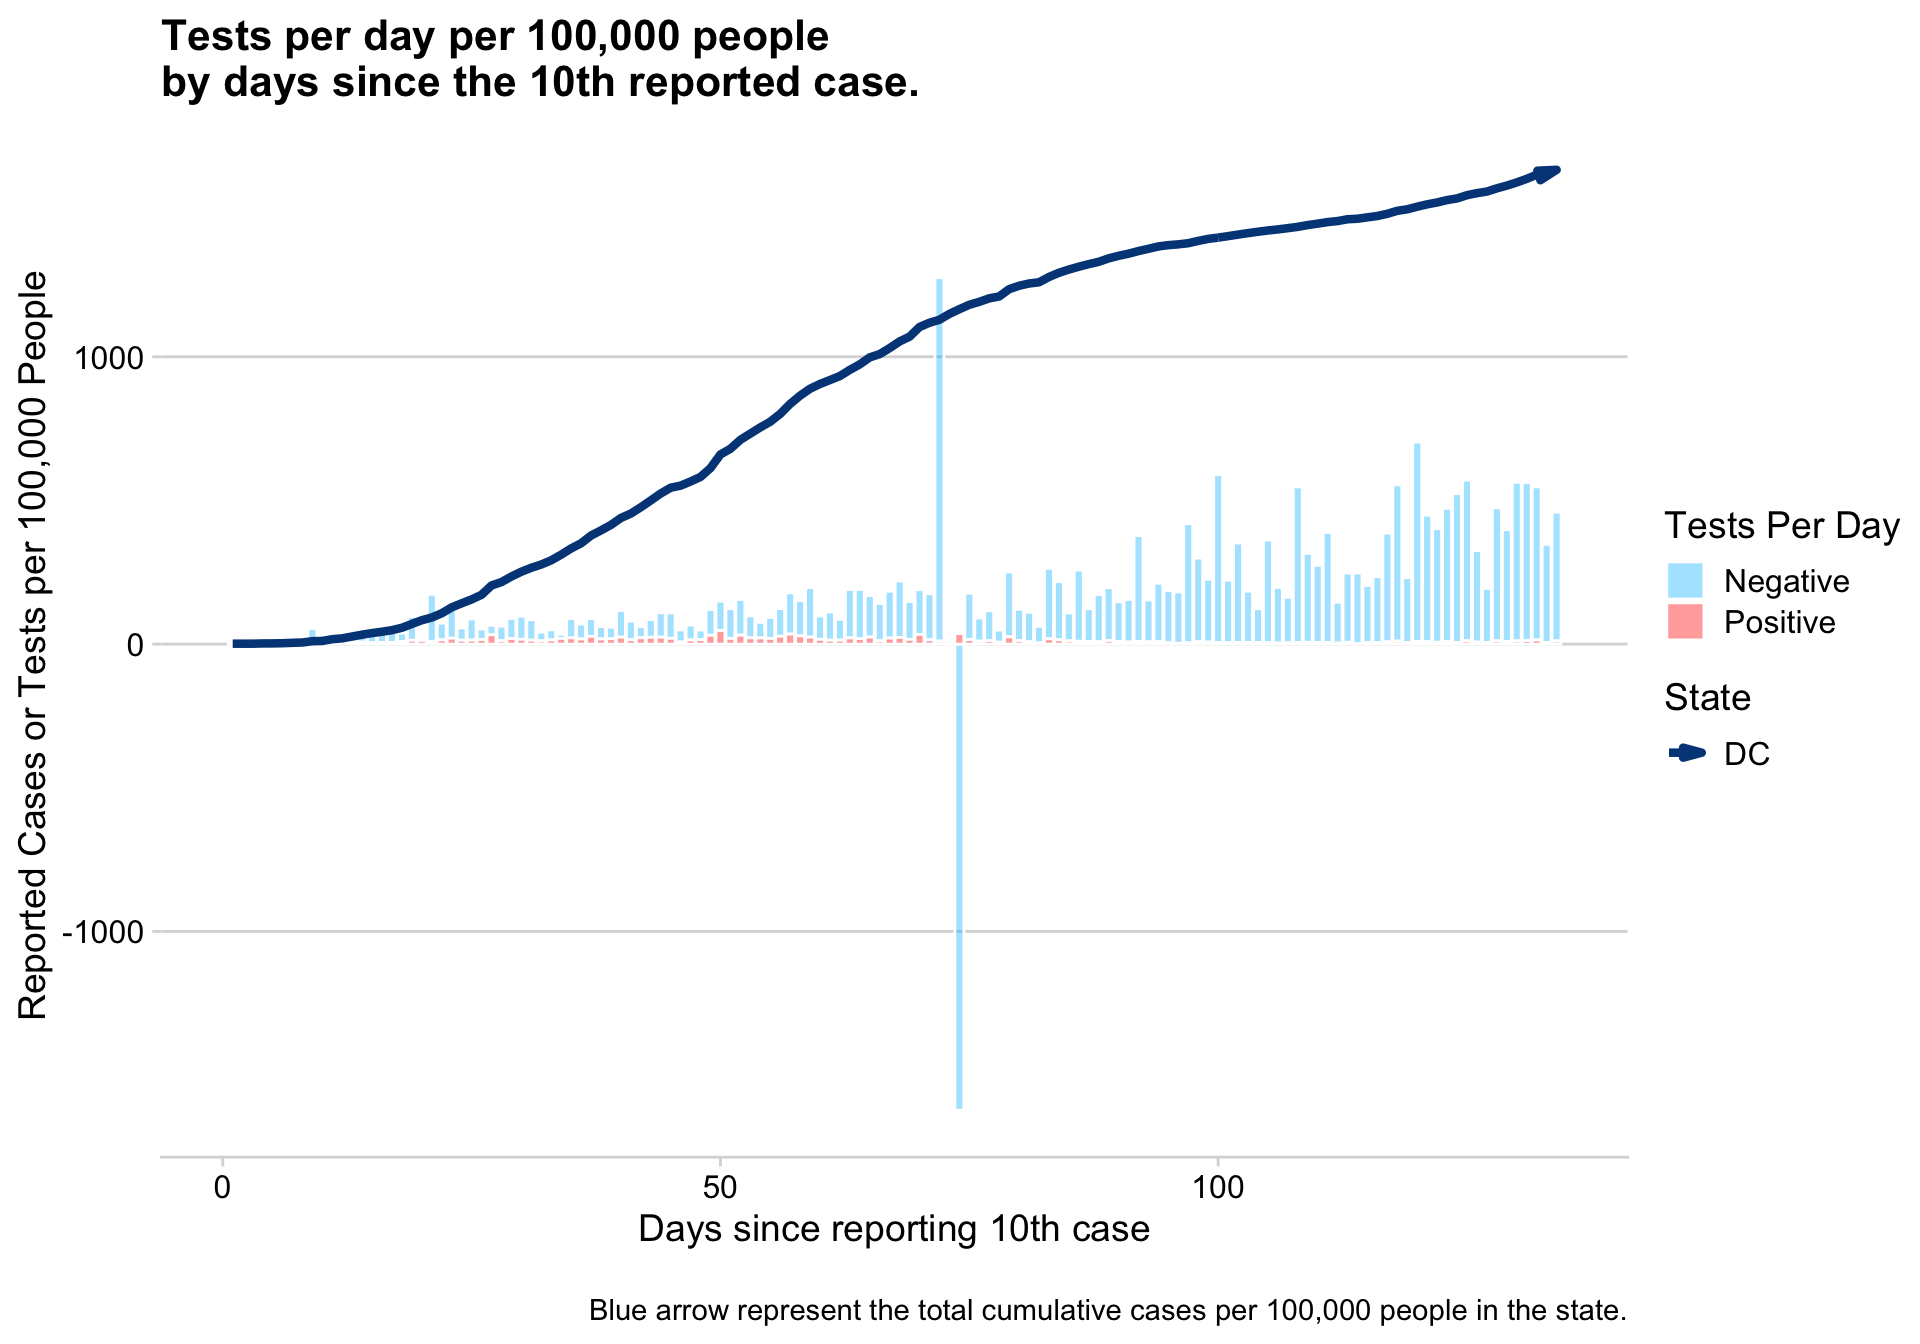 Tests per day per 100,000 people
by days since the 10th reported case.
Reported Cases or Tests per 100,000 People
1000
0
-1000
0
50
100
Days since reporting 10th case
Tests Per Day
Negative
Positive
State
DC
Blue arrow represent the total cumulative cases per 100,000 people in the state.